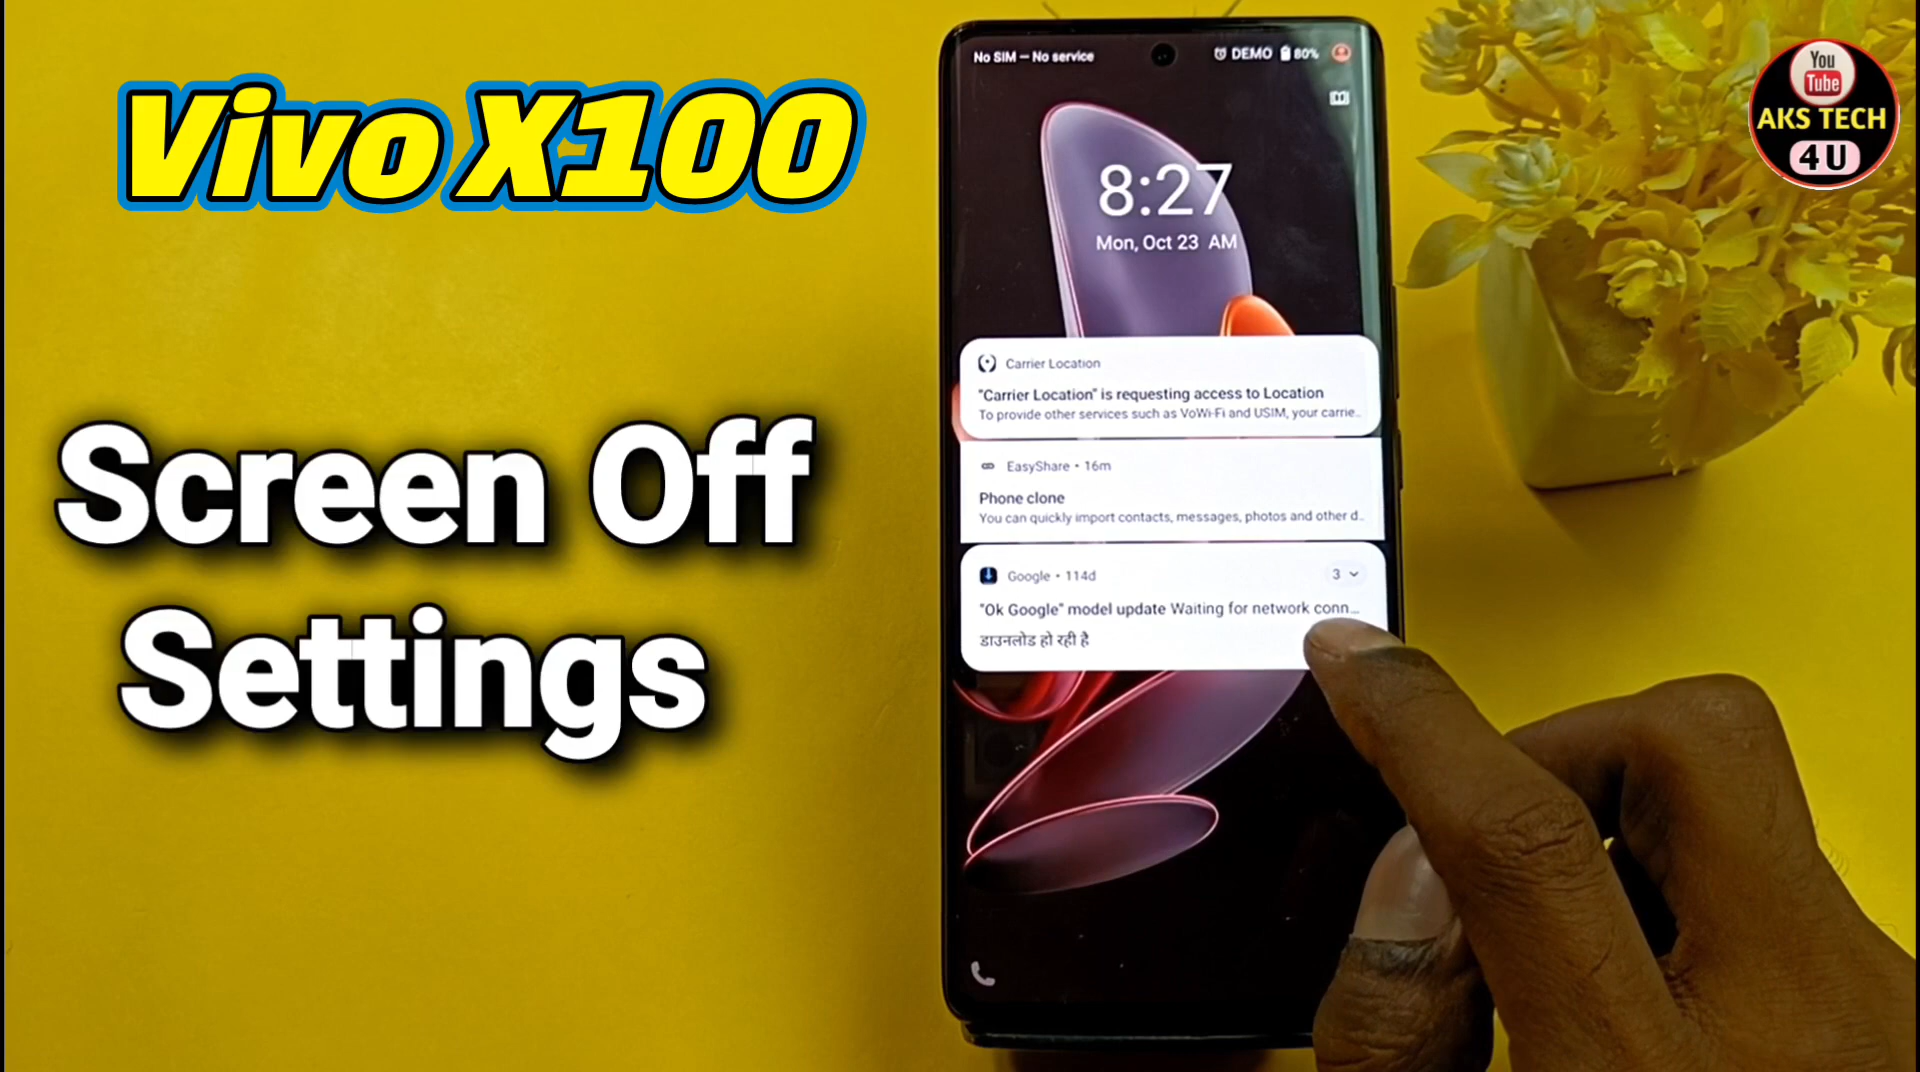 Vivo X100
Screen Off
Settings
No SIM — No service
DEMO 80%
8:27
Mon, Oct 23 AM
Carrier Location
"Carrier Location" is requesting access to Location
To provide other services such as VoWi-Fi and USIM, your carrie...
EasyShare • 16m
Phone clone
You can quickly import contacts, messages, photos and other d...
Google • 114d
3
"Ok Google" model update Waiting for network conn...
डाउनलोड हो रही है
You
Tube
AKS TECH
4 U